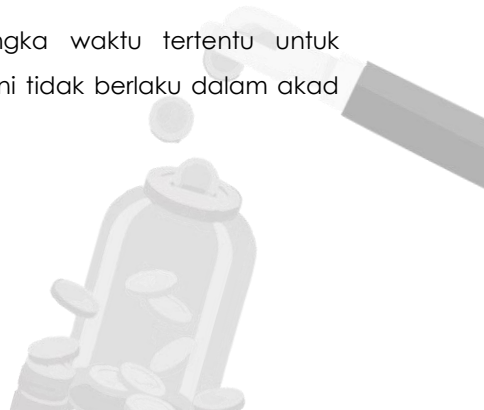 ngka waktu tertentu untuk
ni tidak berlaku dalam akad